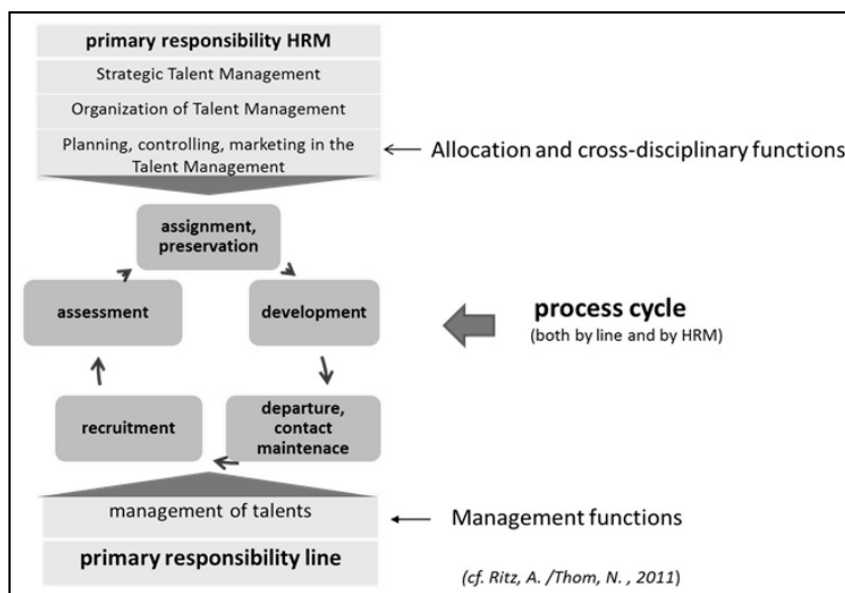 primary responsibility HRM
Strategic Talent Management
Organization of Talent Management
Planning, controlling, marketing in the
Talent Management
Allocation and cross-disciplinary functions
assignment,
preservation
assessment
development
process cycle
(both by line and by HRM)
recruitment
departure,
contact
maintenace
management of talents
Management functions
primary responsibility line
(cf. Ritz, A. /Thom, N. , 2011)